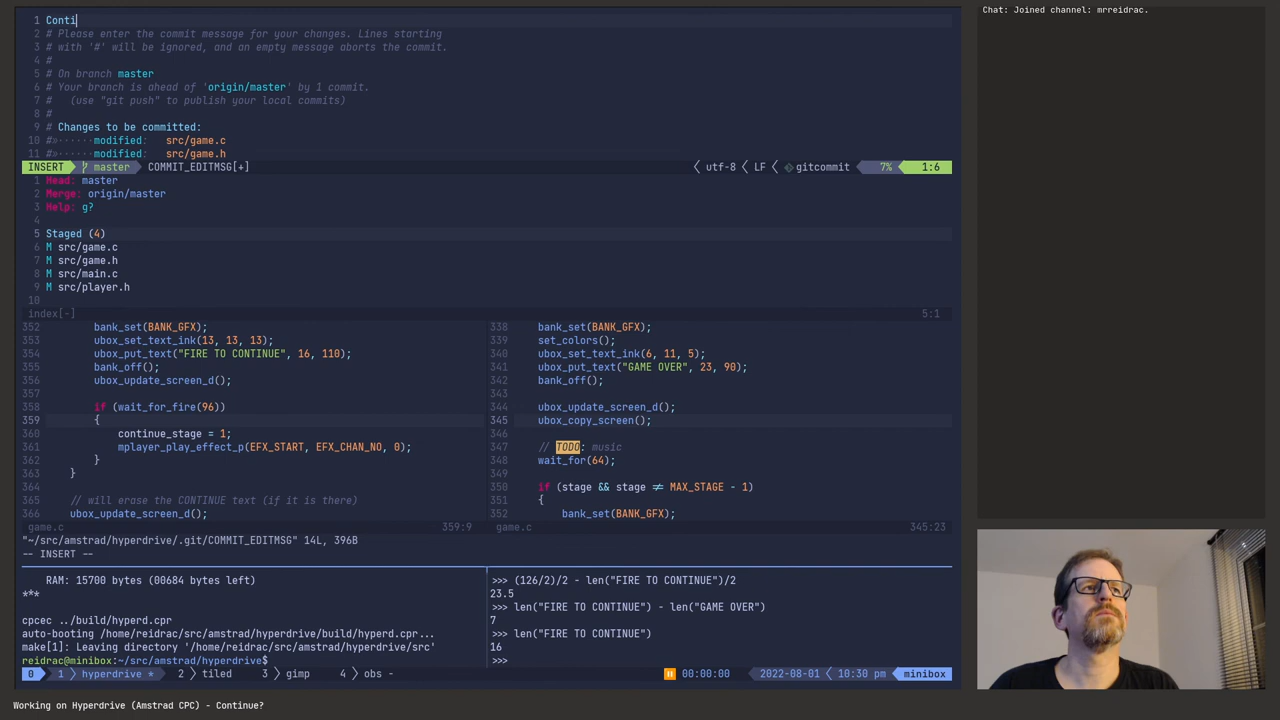 Chat: Joined channel: mrreidrac.
1 Conti
2 # Please enter the commit message for your changes. Lines starting
3 # with '#' will be ignored, and an empty message aborts the commit.
4 #
5 # On branch master
6 # Your branch is ahead of 'origin/master' by 1 commit.
7 #   (use "git push" to publish your local commits)
8 #
9 # Changes to be committed:
10 #»······modified:   src/game.c
11 #»······modified:   src/game.h
INSERT master COMMIT_EDITMSG[+] utf-8 LF gitcommit 7% 1:6
1 Head: master
2 Merge: origin/master
3 Help: g?
4
5 Staged (4)
6 M src/game.c
7 M src/game.h
8 M src/main.c
9 M src/player.h
10
index[-] 5:1
352 bank_set(BANK_GFX);
353 ubox_set_text_ink(13, 13, 13);
354 ubox_put_text("FIRE TO CONTINUE", 16, 110);
355 bank_off();
356 ubox_update_screen_d();
357
358 if (wait_for_fire(96))
359 {
360 continue_stage = 1;
361 mplayer_play_effect_p(EFX_START, EFX_CHAN_NO, 0);
362 }
363 }
364
365 // will erase the CONTINUE text (if it is there)
366 ubox_update_screen_d();
game.c 359:9
338 bank_set(BANK_GFX);
339 set_colors();
340 ubox_set_text_ink(6, 11, 5);
341 ubox_put_text("GAME OVER", 23, 90);
342 bank_off();
343
344 ubox_update_screen_d();
345 ubox_copy_screen();
346
347 // TODO: music
348 wait_for(64);
349
350 if (stage && stage ≠ MAX_STAGE - 1)
351 {
352 bank_set(BANK_GFX);
game.c 345:23
"~/src/amstrad/hyperdrive/.git/COMMIT_EDITMSG" 14L, 396B
-- INSERT --
RAM: 15700 bytes (00684 bytes left)
***
cpcec ../build/hyperd.cpr
auto-booting /home/reidrac/src/amstrad/hyperdrive/build/hyperd.cpr...
make[1]: Leaving directory '/home/reidrac/src/amstrad/hyperdrive/src'
reidrac@minibox:~/src/amstrad/hyperdrive$
>>> (126/2)/2 - len("FIRE TO CONTINUE")/2
23.5
>>> len("FIRE TO CONTINUE") - len("GAME OVER")
7
>>> len("FIRE TO CONTINUE")
16
>>>
0 1 hyperdrive * 2 tiled 3 gimp 4 obs - 00:00:00 2022-08-01 10:30 pm minibox
Working on Hyperdrive (Amstrad CPC) - Continue?